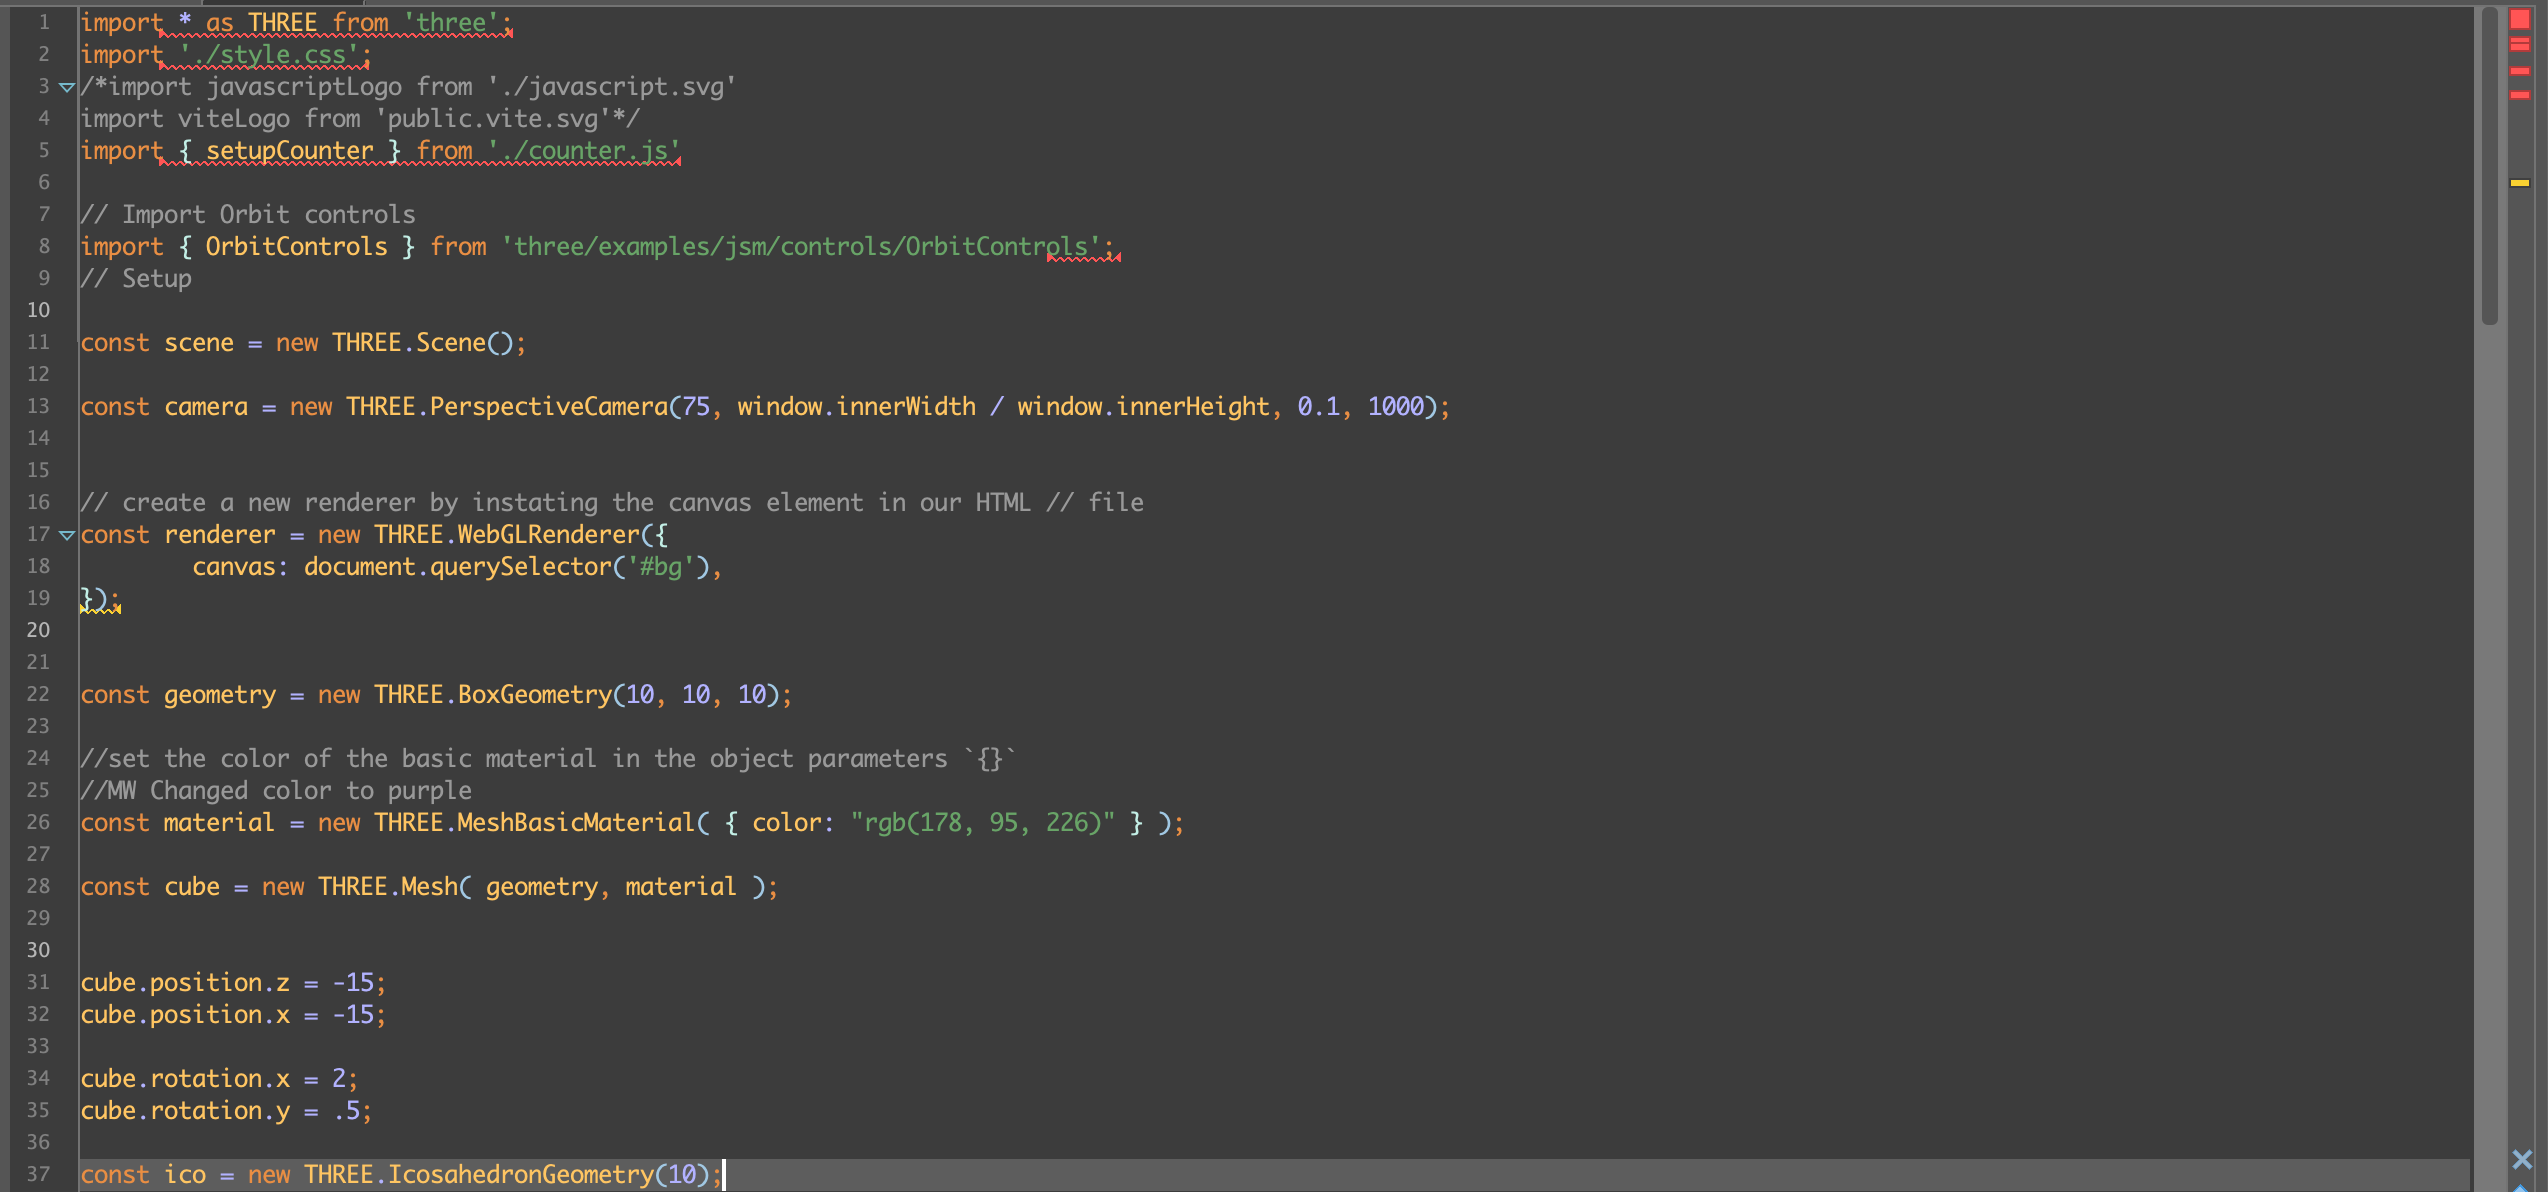 1 import * as THREE from 'three';
2 import './style.css';
3 /*import javascriptLogo from './javascript.svg'
4 import viteLogo from 'public.vite.svg'*/
5 import { setupCounter } from './counter.js'
6
7 // Import Orbit controls
8 import { OrbitControls } from 'three/examples/jsm/controls/OrbitControls';
9 // Setup
10
11 const scene = new THREE.Scene();
12
13 const camera = new THREE.PerspectiveCamera(75, window.innerWidth / window.innerHeight, 0.1, 1000);
14
15
16 // create a new renderer by instating the canvas element in our HTML // file
17 const renderer = new THREE.WebGLRenderer({
18 canvas: document.querySelector('#bg'),
19 });
20
21
22 const geometry = new THREE.BoxGeometry(10, 10, 10);
23
24 //set the color of the basic material in the object parameters `{}`
25 //MW Changed color to purple
26 const material = new THREE.MeshBasicMaterial( { color: "rgb(178, 95, 226)" } );
27
28 const cube = new THREE.Mesh( geometry, material );
29
30
31 cube.position.z = -15;
32 cube.position.x = -15;
33
34 cube.rotation.x = 2;
35 cube.rotation.y = .5;
36
37 const ico = new THREE.IcosahedronGeometry(10);